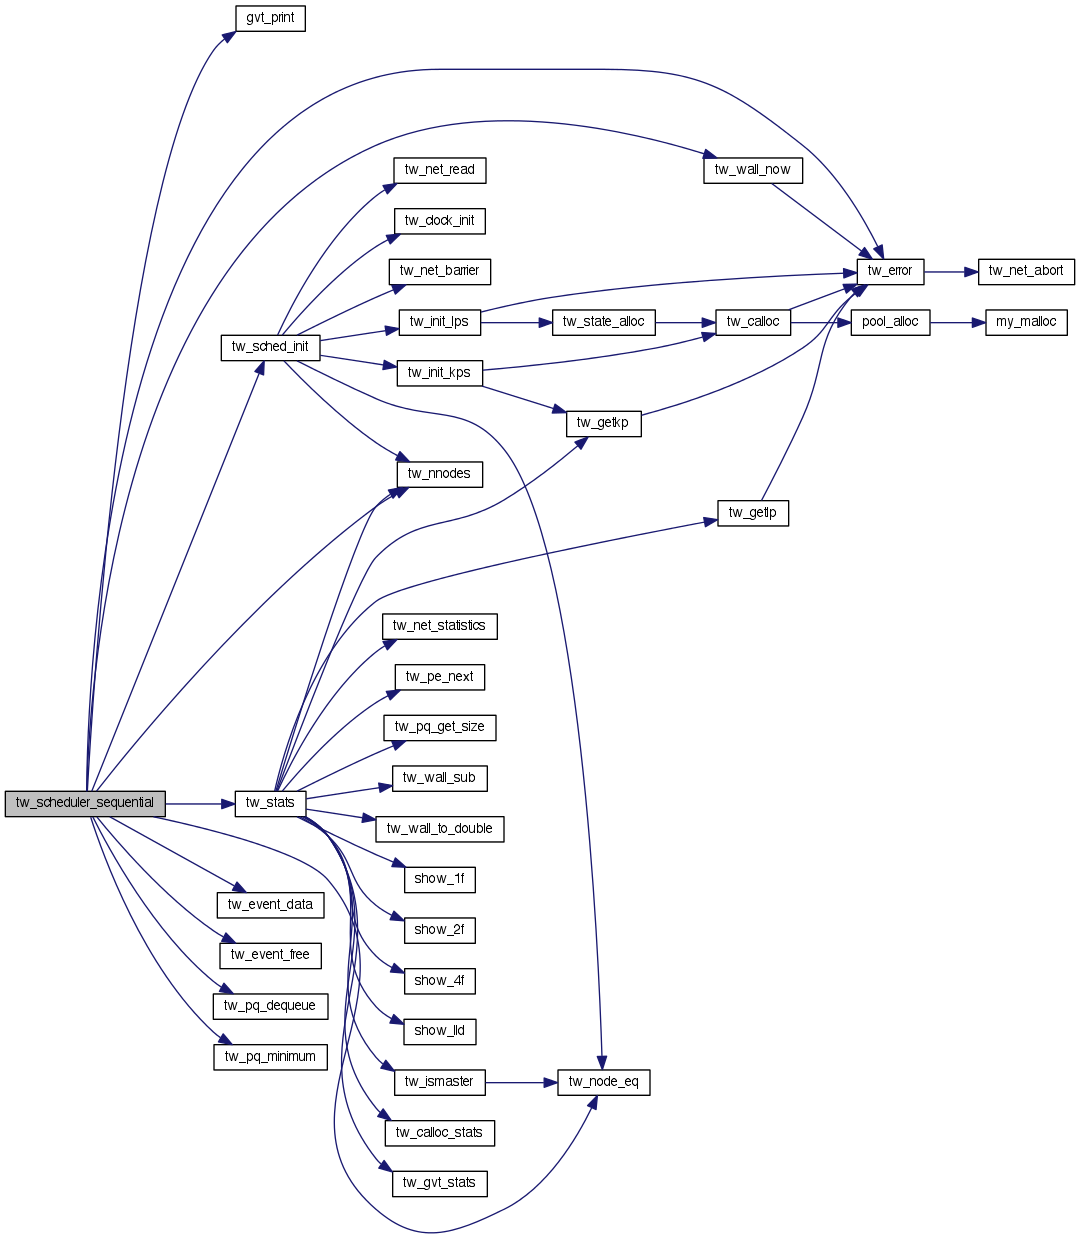 gvt_print
tw_net_read
tw_wall_now
tw_clock_init
tw_net_barrier
tw_error
tw_net_abort
tw_init_lps
tw_state_alloc
tw_calloc
pool_alloc
my_malloc
tw_sched_init
tw_init_kps
tw_getkp
tw_nnodes
tw_getlp
tw_net_statistics
tw_pe_next
tw_pq_get_size
tw_wall_sub
tw_scheduler_sequential
tw_stats
tw_wall_to_double
show_1f
tw_event_data
show_2f
tw_event_free
show_4f
tw_pq_dequeue
show_lld
tw_pq_minimum
tw_ismaster
tw_node_eq
tw_calloc_stats
tw_gvt_stats